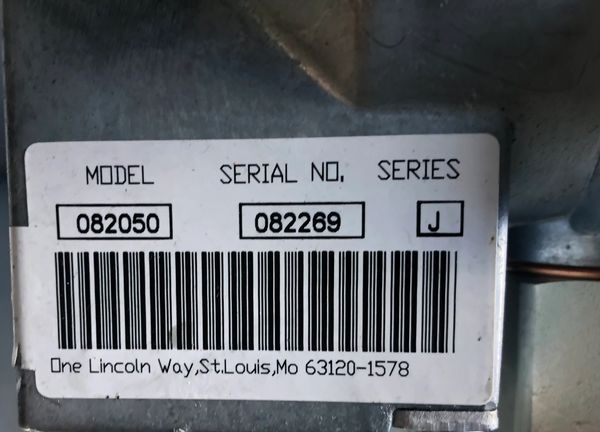 MODEL SERIAL NO. SERIES
082050 082269 J
One Lincoln Way,St.Louis,Mo 63120-1578